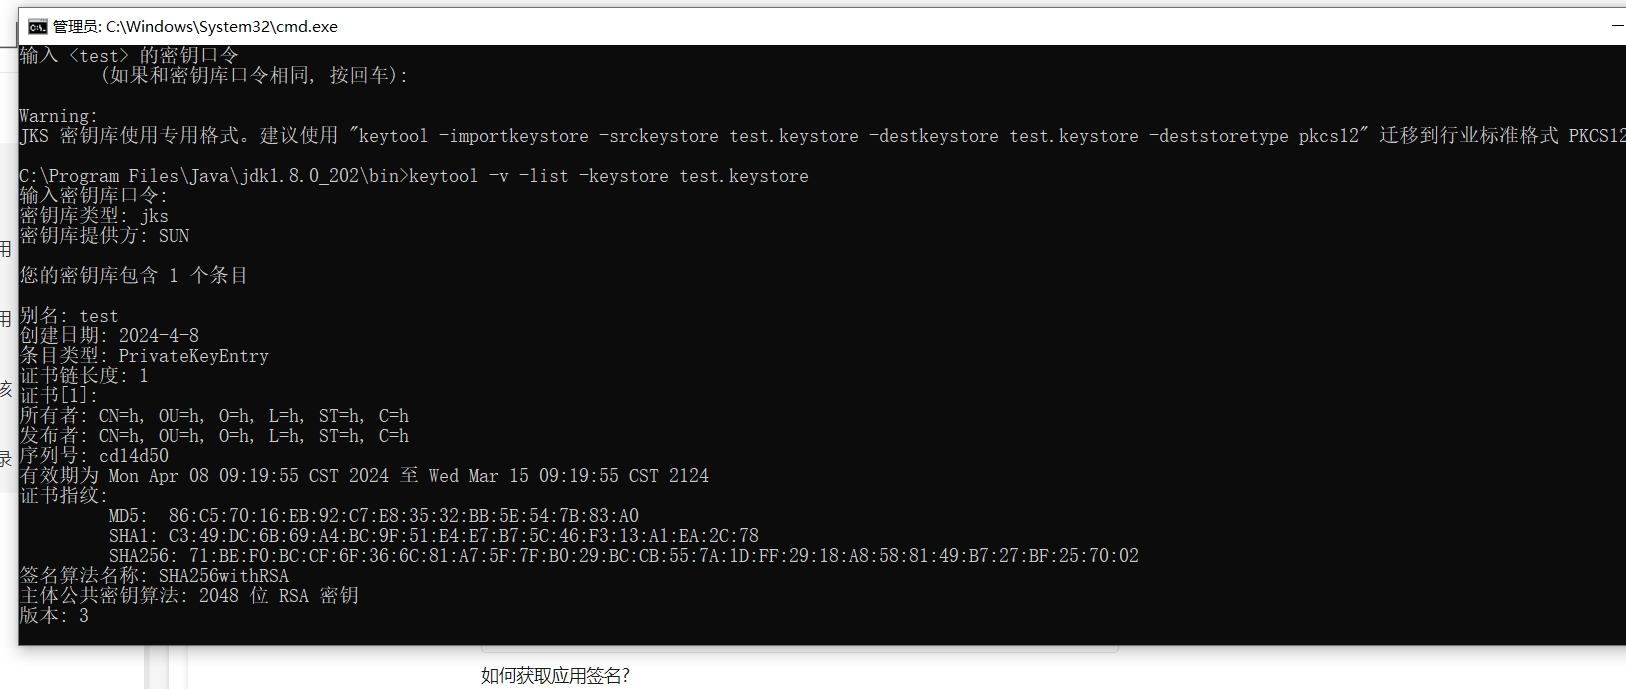 管理员: C:\Windows\System32\cmd.exe
输入 <test> 的密钥口令
(如果和密钥库口令相同, 按回车):
Warning:
JKS 密钥库使用专用格式。建议使用 "keytool -importkeystore -srckeystore test.keystore -destkeystore test.keystore -deststoretype pkcs12" 迁移到行业标准格式 PKCS12
C:\Program Files\Java\jdk1.8.0_202\bin>keytool -v -list -keystore test.keystore
输入密钥库口令:
密钥库类型: jks
密钥库提供方: SUN
用
您的密钥库包含 1 个条目
用
别名: test
创建日期: 2024-4-8
条目类型: PrivateKeyEntry
证书链长度: 1
该
证书[1]:
所有者: CN=h, OU=h, O=h, L=h, ST=h, C=h
发布者: CN=h, OU=h, O=h, L=h, ST=h, C=h
录
序列号: cd14d50
有效期为 Mon Apr 08 09:19:55 CST 2024 至 Wed Mar 15 09:19:55 CST 2124
证书指纹:
MD5: 86:C5:70:16:EB:92:C7:E8:35:32:BB:5E:54:7B:83:A0
SHA1: C3:49:DC:6B:69:A4:BC:9F:51:E4:E7:B7:5C:46:F3:13:A1:EA:2C:78
SHA256: 71:BE:F0:BC:CF:6F:36:6C:81:A7:5F:7F:B0:29:BC:CB:55:7A:1D:FF:29:18:A8:58:81:49:B7:27:BF:25:70:02
签名算法名称: SHA256withRSA
主体公共密钥算法: 2048 位 RSA 密钥
版本: 3
如何获取应用签名?